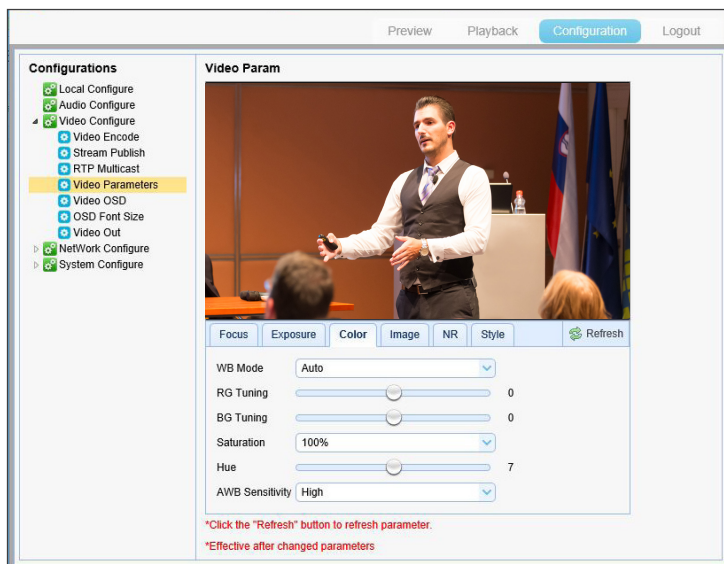 Preview Playback Configuration Logout
Configurations
Local Configure
Audio Configure
Video Configure
Video Encode
Stream Publish
RTP Multicast
Video Parameters
Video OSD
OSD Font Size
Video Out
NetWork Configure
System Configure
Video Param
Focus Exposure Color Image NR Style Refresh
WB Mode Auto
RG Tuning 0
BG Tuning 0
Saturation 100%
Hue 7
AWB Sensitivity High
*Click the "Refresh" button to refresh parameter.
*Effective after changed parameters